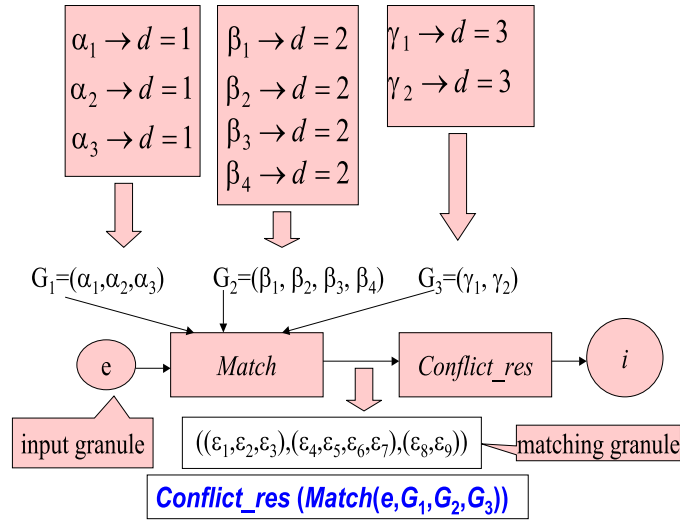 α₁ → d = 1
α₂ → d = 1
α₃ → d = 1
β₁ → d = 2
β₂ → d = 2
β₃ → d = 2
β₄ → d = 2
γ₁ → d = 3
γ₂ → d = 3
G₁=(α₁,α₂,α₃)
G₂=(β₁, β₂, β₃, β₄)
G₃=(γ₁, γ₂)
e
Match
Conflict_res
i
input granule
((ε₁,ε₂,ε₃),(ε₄,ε₅,ε₆,ε₇),(ε₈,ε₉))
matching granule
Conflict_res (Match(e,G₁,G₂,G₃))